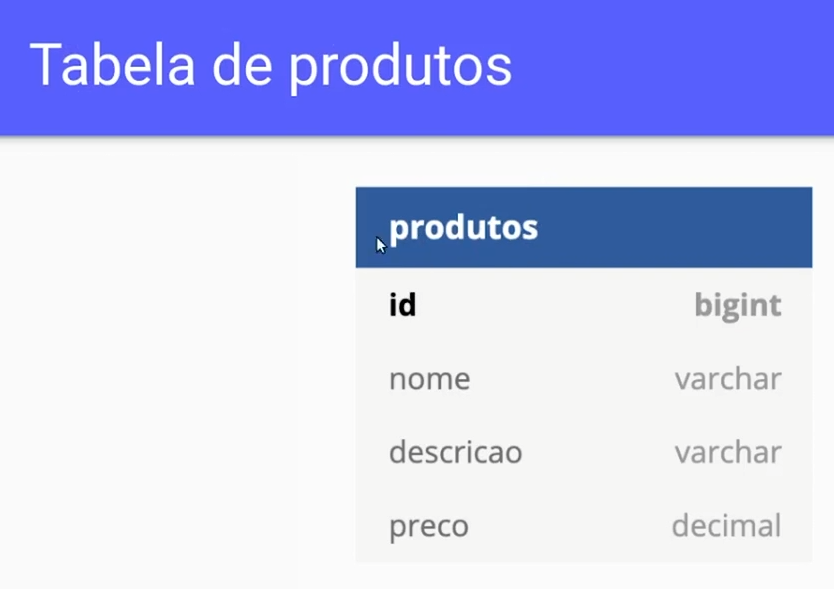 Tabela de produtos
produtos
id bigint
nome varchar
descricao varchar
preco decimal